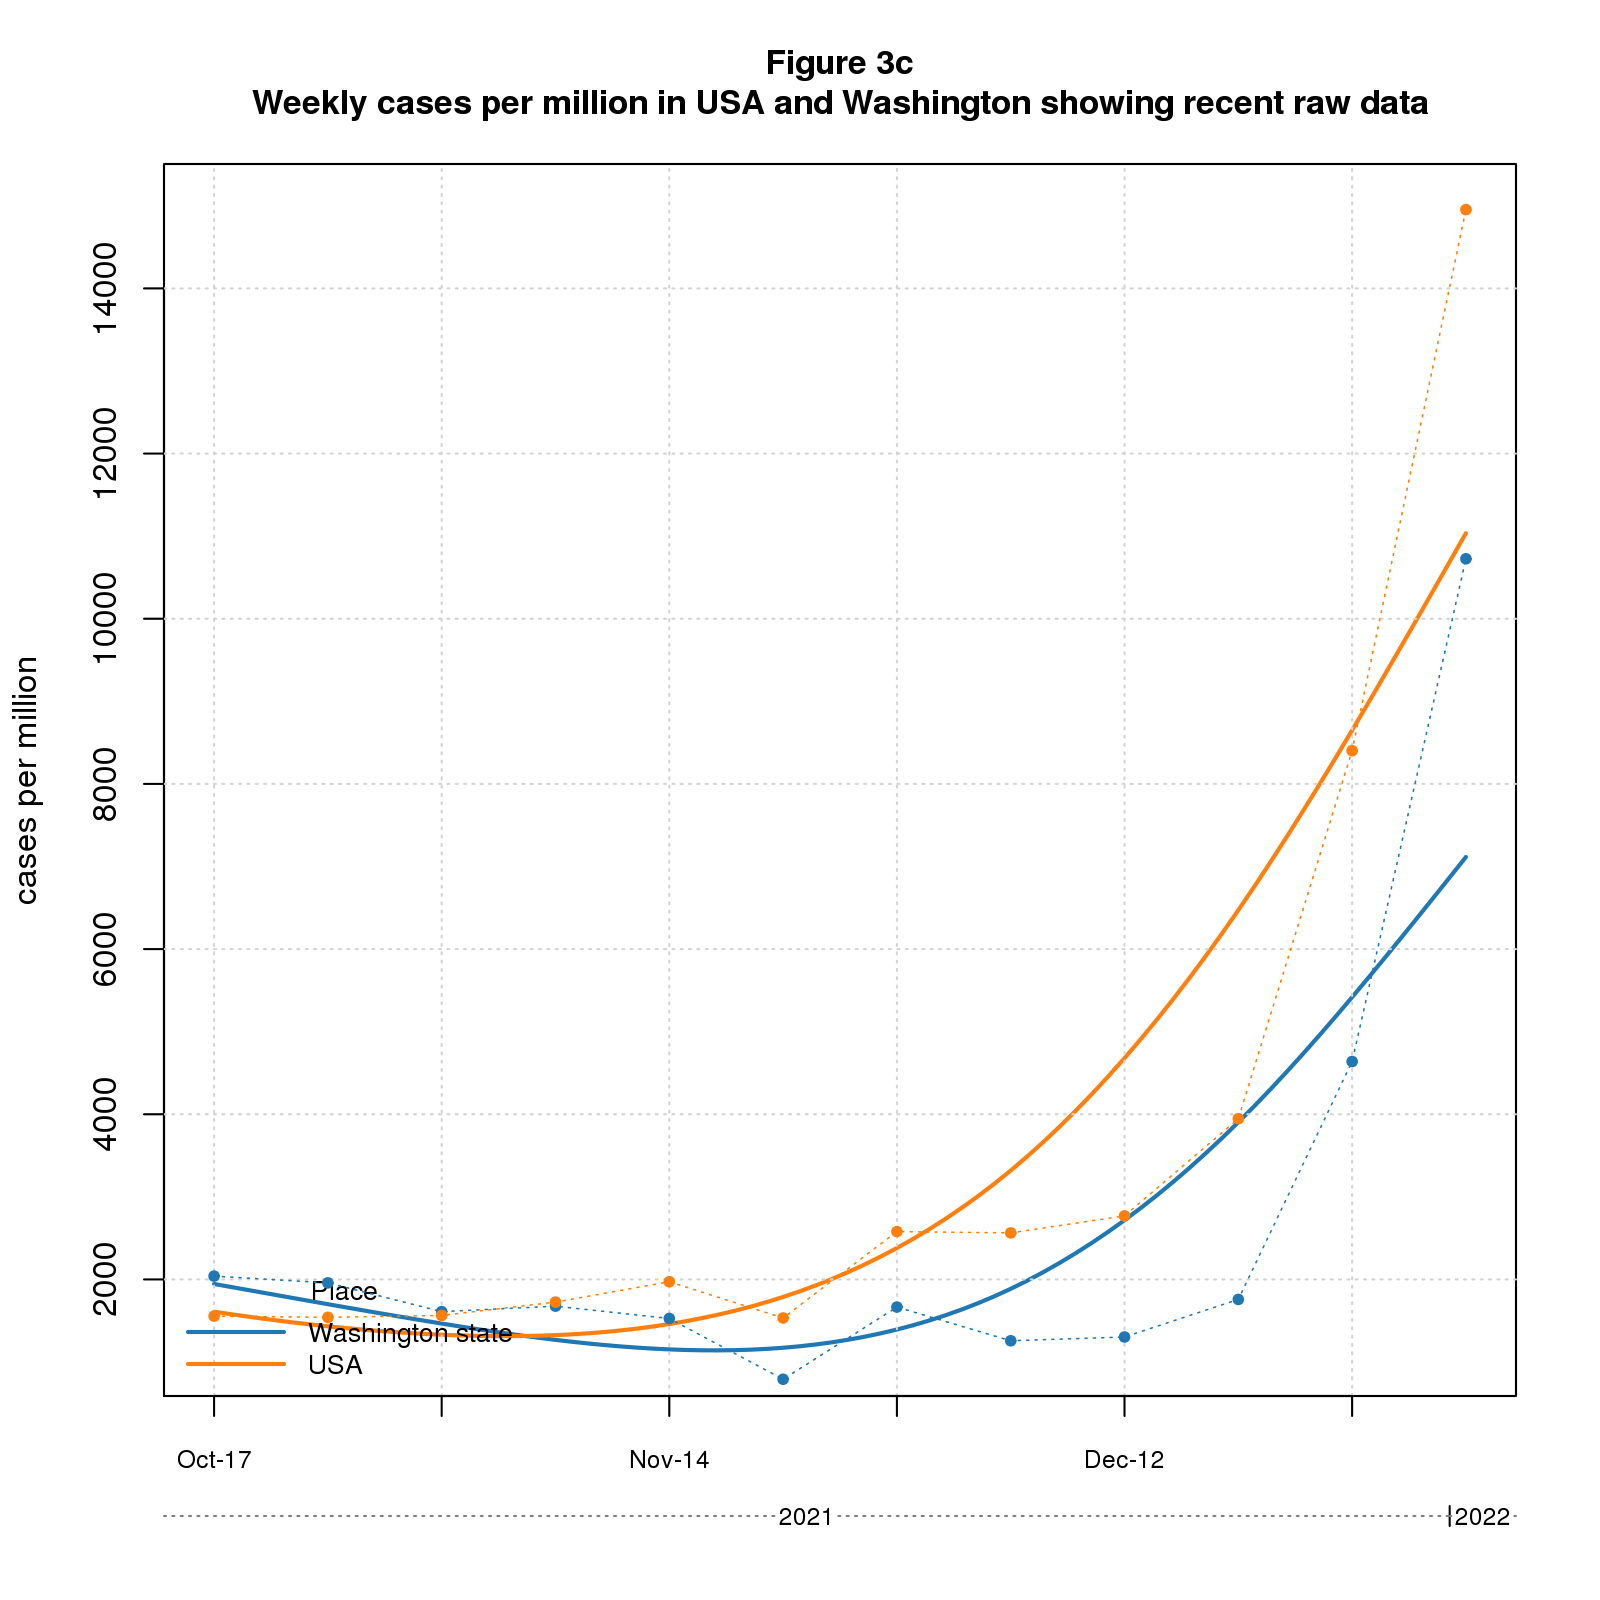 Figure 3c
Weekly cases per million in USA and Washington showing recent raw data
cases per million
14000
12000
10000
8000
6000
4000
2000
Place
Washington state
USA
Oct-17
Nov-14
Dec-12
2021
2022